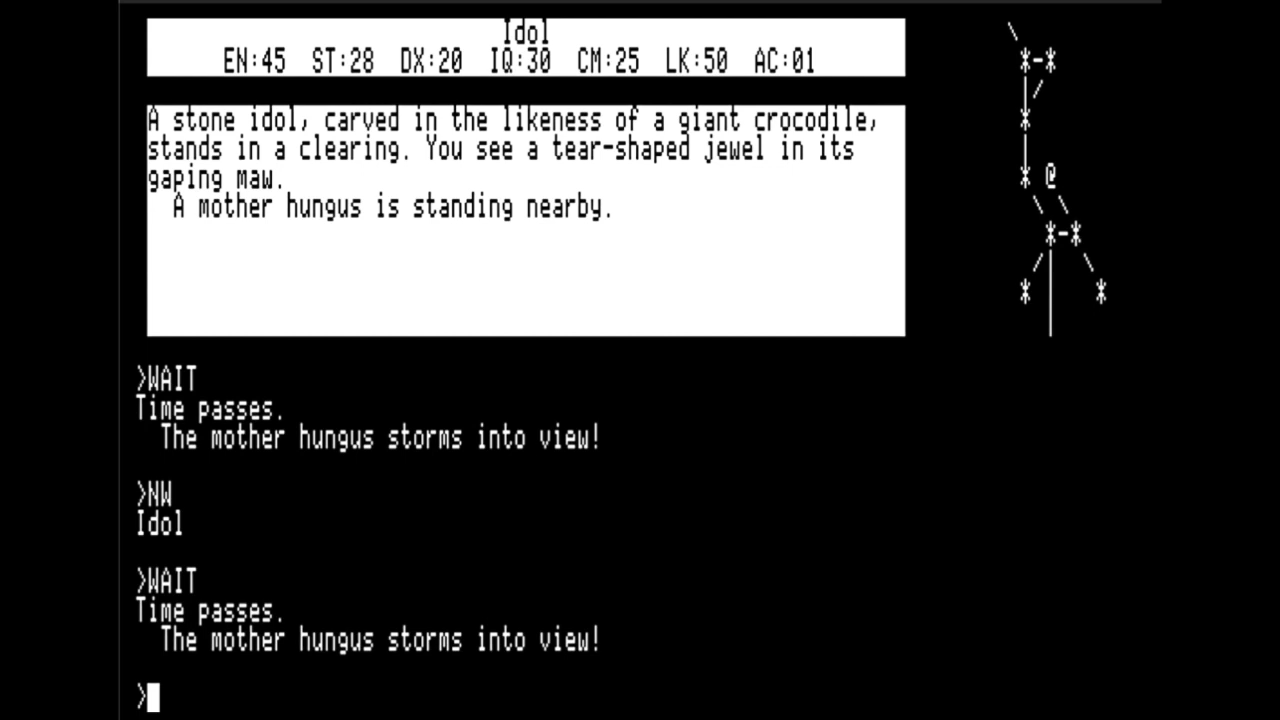 Idol
EN:45 ST:28 DX:20 IQ:30 CM:25 LK:50 AC:01
A stone idol, carved in the likeness of a giant crocodile,
stands in a clearing. You see a tear-shaped jewel in its
gaping maw.
A mother hungus is standing nearby.
>WAIT
Time passes.
The mother hungus storms into view!
>NW
Idol
>WAIT
Time passes.
The mother hungus storms into view!
>